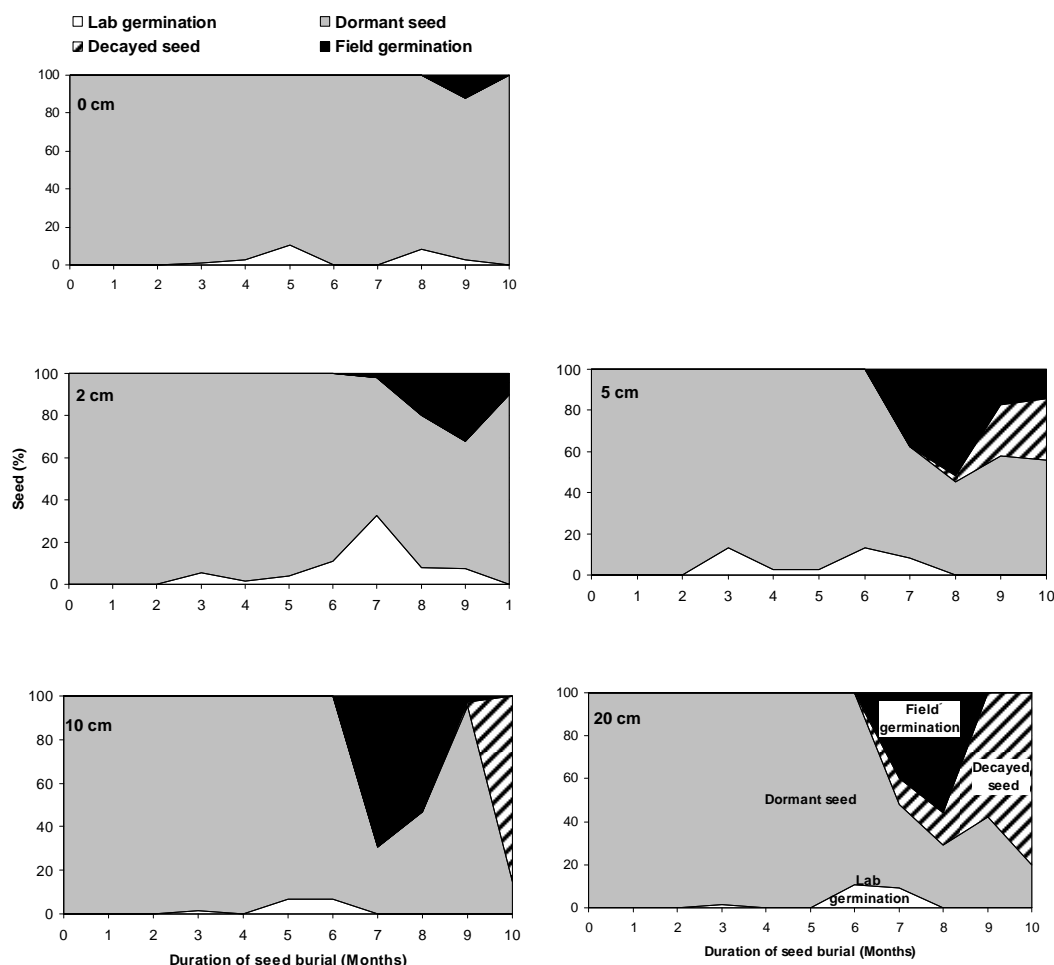 Lab germination
Dormant seed
Decayed seed
Field germination
100
80
60
40
20
0
0 cm
0 1 2 3 4 5 6 7 8 9 10
Seed (%)
100
80
60
40
20
0
2 cm
0 1 2 3 4 5 6 7 8 9 1
100
80
60
40
20
0
5 cm
0 1 2 3 4 5 6 7 8 9 10
100
80
60
40
20
0
10 cm
0 1 2 3 4 5 6 7 8 9 10
Duration of seed burial (Months)
100
80
60
40
20
0
20 cm
Field´
germination
Decayed
seed
Dormant seed
Lab
germination
0 1 2 3 4 5 6 7 8 9 10
Duration of seed burial (Months)